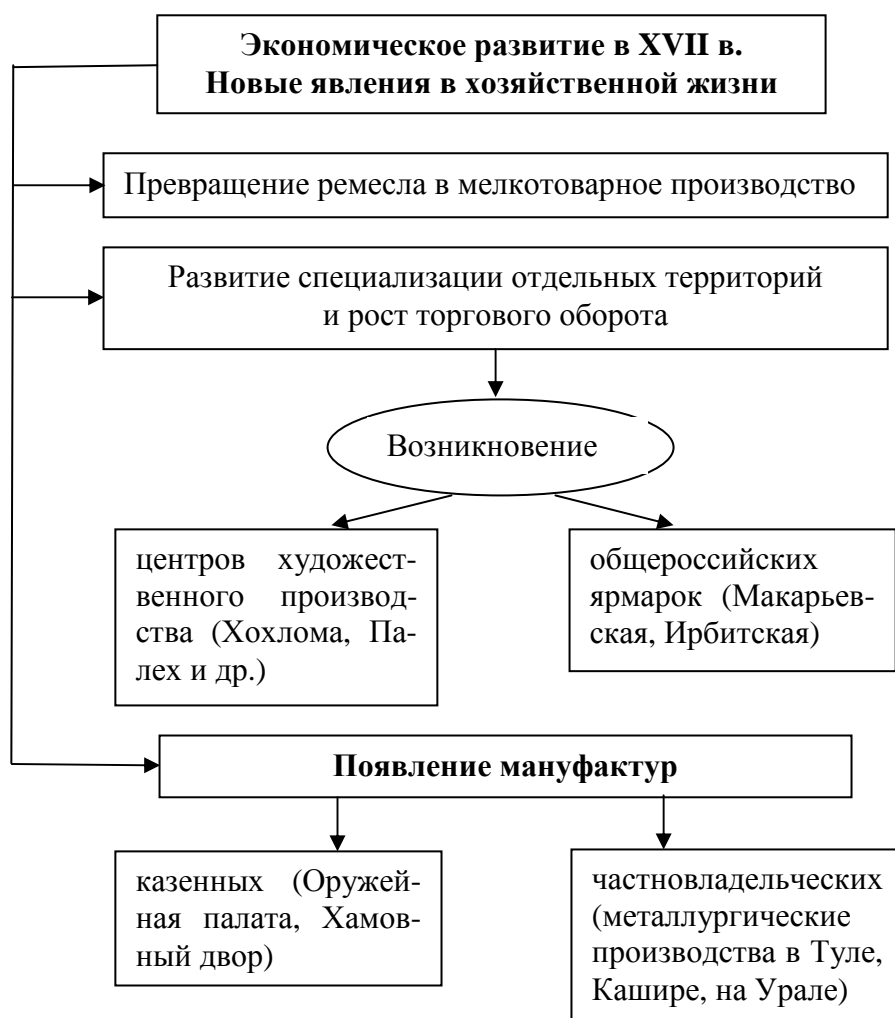 Экономическое развитие в XVII в.
Новые явления в хозяйственной жизни
Превращение ремесла в мелкотоварное производство
Развитие специализации отдельных территорий
и рост торгового оборота
Возникновение
центров художест-
венного производ-
ства (Хохлома, Па-
лех и др.)
общероссийских
ярмарок (Макарьев-
ская, Ирбитская)
Появление мануфактур
казенных (Оружей-
ная палата, Хамов-
ный двор)
частновладельческих
(металлургические
производства в Туле,
Кашире, на Урале)